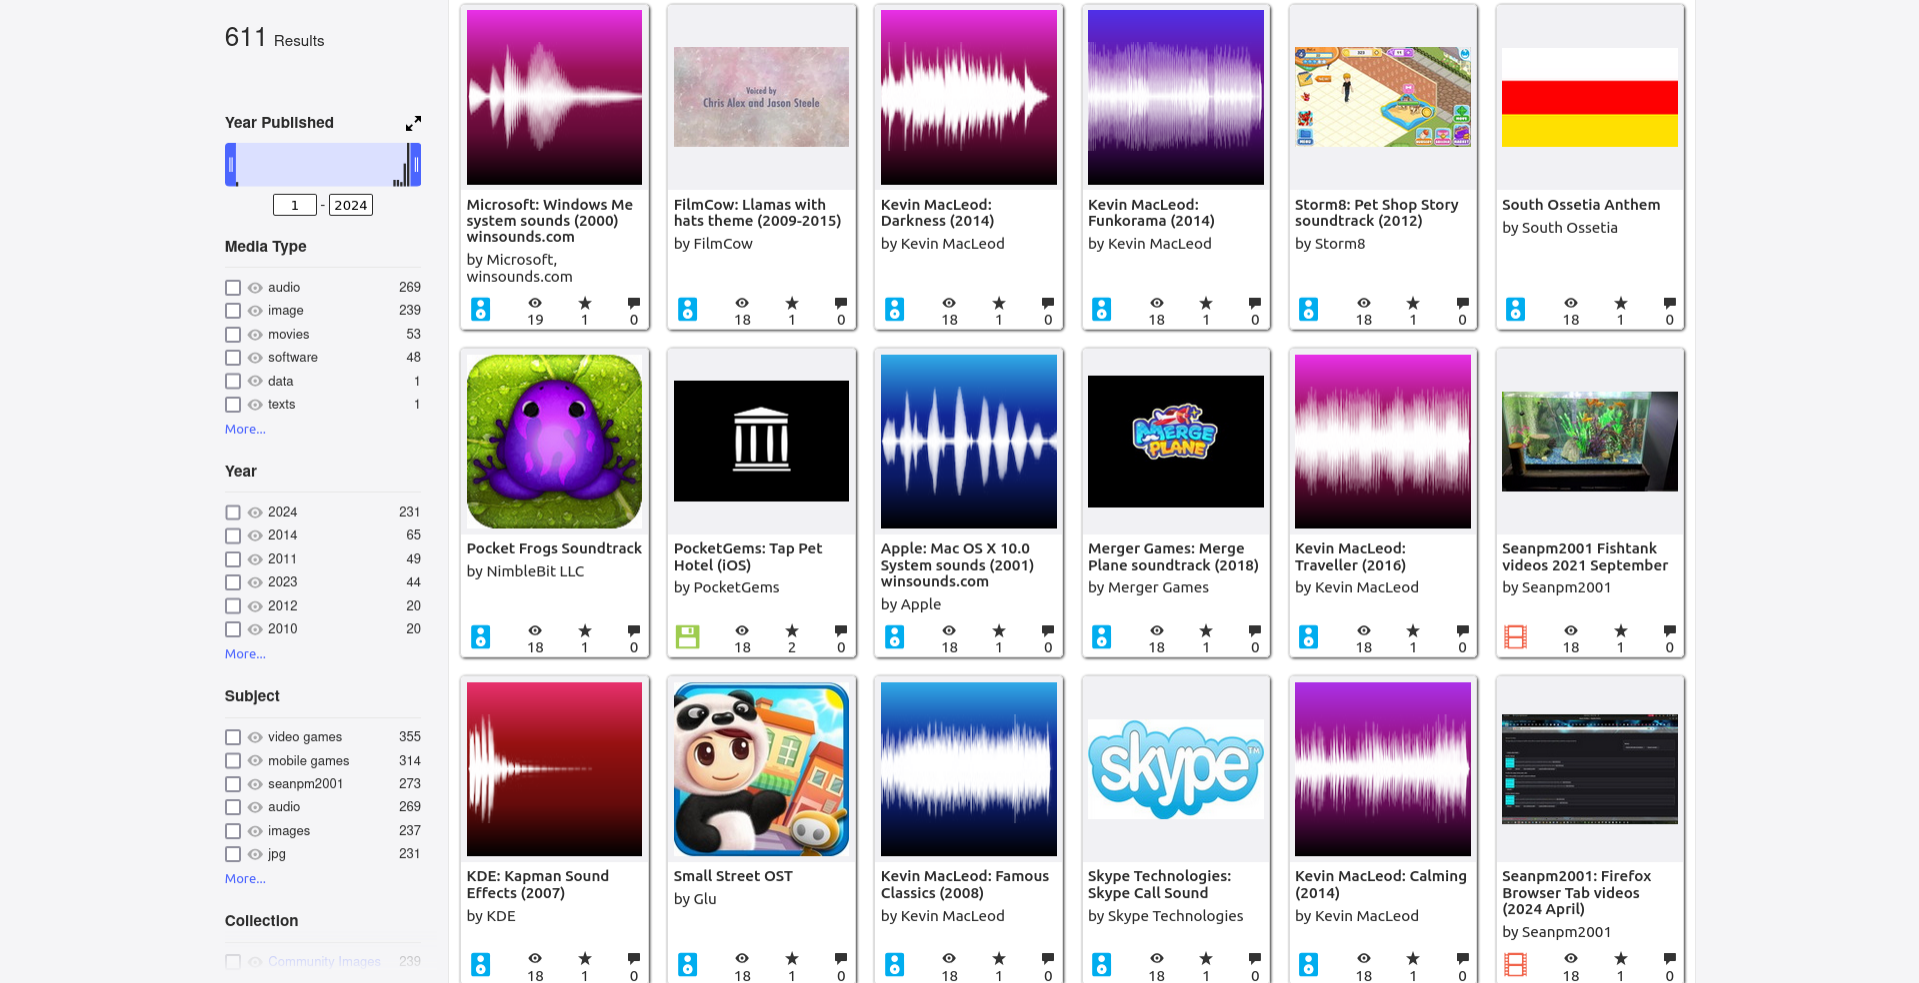 611 Results
Year Published
1 - 2024
Media Type
audio 269
image 239
movies 53
software 48
data 1
texts 1
More...
Year
2024 231
2014 65
2011 49
2023 44
2012 20
2010 20
More...
Subject
video games 355
mobile games 314
seanpm2001 273
audio 269
images 237
jpg 231
More...
Collection
Community Images 239
Microsoft: Windows Me
system sounds (2000)
winsounds.com
by Microsoft,
winsounds.com
19 1 0
Voiced by
Chris Alex and Jason Steele
FilmCow: Llamas with
hats theme (2009-2015)
by FilmCow
18 1 0
Kevin MacLeod:
Darkness (2014)
by Kevin MacLeod
18 1 0
Kevin MacLeod:
Funkorama (2014)
by Kevin MacLeod
18 1 0
Storm8: Pet Shop Story
soundtrack (2012)
by Storm8
18 1 0
South Ossetia Anthem
by South Ossetia
18 1 0
Pocket Frogs Soundtrack
by NimbleBit LLC
18 1 0
PocketGems: Tap Pet
Hotel (iOS)
by PocketGems
18 2 0
Apple: Mac OS X 10.0
System sounds (2001)
winsounds.com
by Apple
18 1 0
MERGE
PLANE
Merger Games: Merge
Plane soundtrack (2018)
by Merger Games
18 1 0
Kevin MacLeod:
Traveller (2016)
by Kevin MacLeod
18 1 0
Seanpm2001 Fishtank
videos 2021 September
by Seanpm2001
18 1 0
KDE: Kapman Sound
Effects (2007)
by KDE
18 1 0
Small Street OST
by Glu
18 1 0
Kevin MacLeod: Famous
Classics (2008)
by Kevin MacLeod
18 1 0
skype™
Skype Technologies:
Skype Call Sound
by Skype Technologies
18 1 0
Kevin MacLeod: Calming
(2014)
by Kevin MacLeod
18 1 0
Seanpm2001: Firefox
Browser Tab videos
(2024 April)
by Seanpm2001
18 1 0